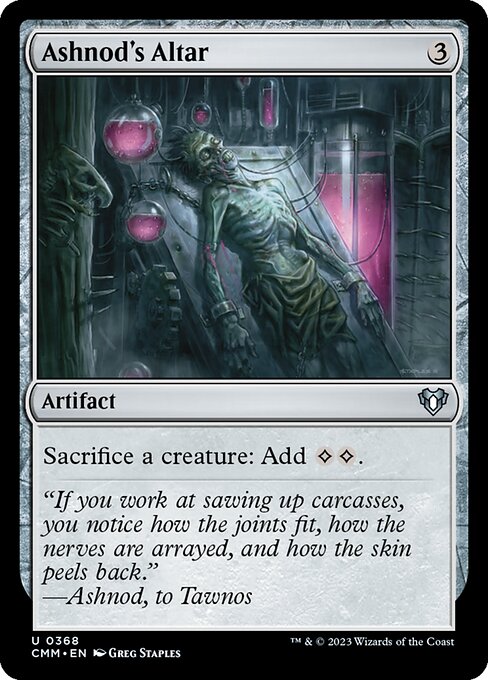 Ashnod's Altar 3
Artifact
Sacrifice a creature: Add ◇◇.
“If you work at sawing up carcasses,
you notice how the joints fit, how the
nerves are arrayed, and how the skin
peels back.”
—Ashnod, to Tawnos
U 0368
™ & © 2023 Wizards of the Coast
CMM • EN Greg Staples